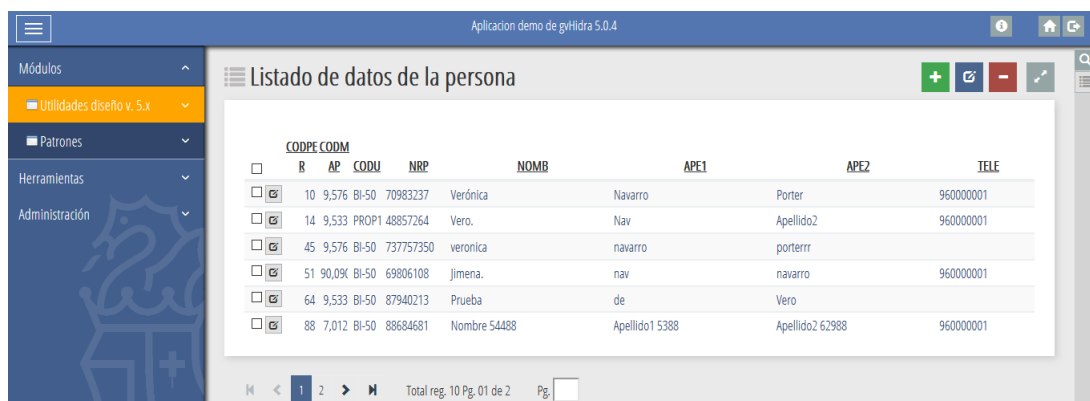 Aplicacion demo de gvHidra 5.0.4
Módulos
Utilidades diseño v. 5.x
Patrones
Herramientas
Administración
Listado de datos de la persona
CODPE CODM
R AP CODU NRP NOMB APE1 APE2 TELE
10 9,576 BI-50 70983237 Verónica Navarro Porter 960000001
14 9,533 PROP1 48857264 Vero. Nav Apellido2 960000001
45 9,576 BI-50 737757350 veronica navarro porterrr
51 90,09( BI-50 69806108 Jimena. nav navarro 960000001
64 9,533 BI-50 87940213 Prueba de Vero
88 7,012 BI-50 88684681 Nombre 54488 Apellido1 5388 Apellido2 62988 960000001
1 2 Total reg. 10 Pg. 01 de 2 Pg.